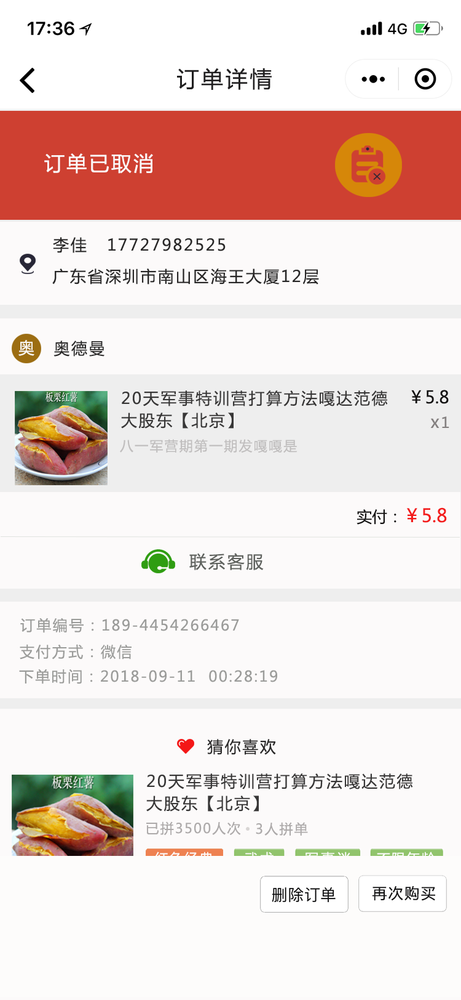 17:36
4G
订单详情
订单已取消
李佳 17727982525
广东省深圳市南山区海王大厦12层
奥
奥德曼
板栗红薯
20天军事特训营打算方法嘎达范德
¥5.8
大股东【北京】
x1
八一军营期第一期发嘎嘎是
实付：¥5.8
联系客服
订单编号：189-4454266467
支付方式：微信
下单时间：2018-09-11 00:28:19
猜你喜欢
板栗红薯
20天军事特训营打算方法嘎达范德
大股东【北京】
已拼3500人次•3人拼单
删除订单
再次购买